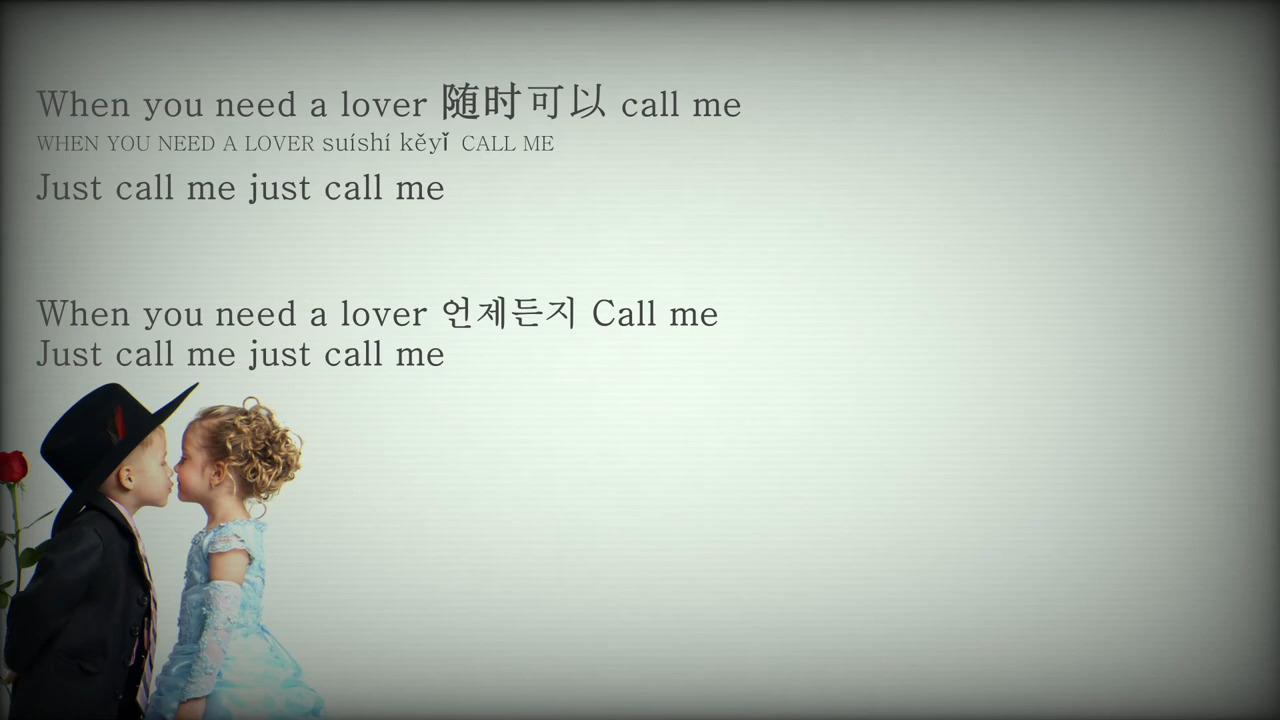 When you need a lover 随时可以 call me
WHEN YOU NEED A LOVER suíshí kěyǐ CALL ME
Just call me just call me
When you need a lover 언제든지 Call me
Just call me just call me